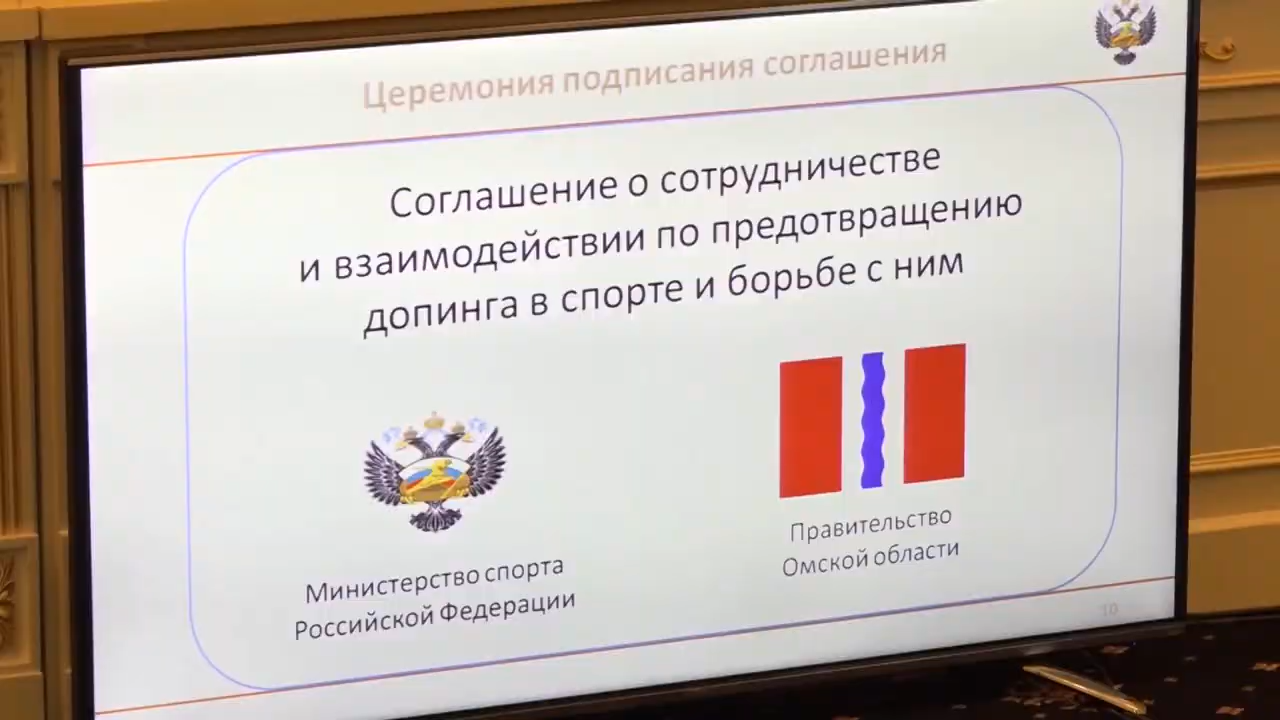 Церемония подписания соглашения
Соглашение о сотрудничестве
и взаимодействии по предотвращению
допинга в спорте и борьбе с ним
Министерство спорта
Российской Федерации
Правительство
Омской области
10